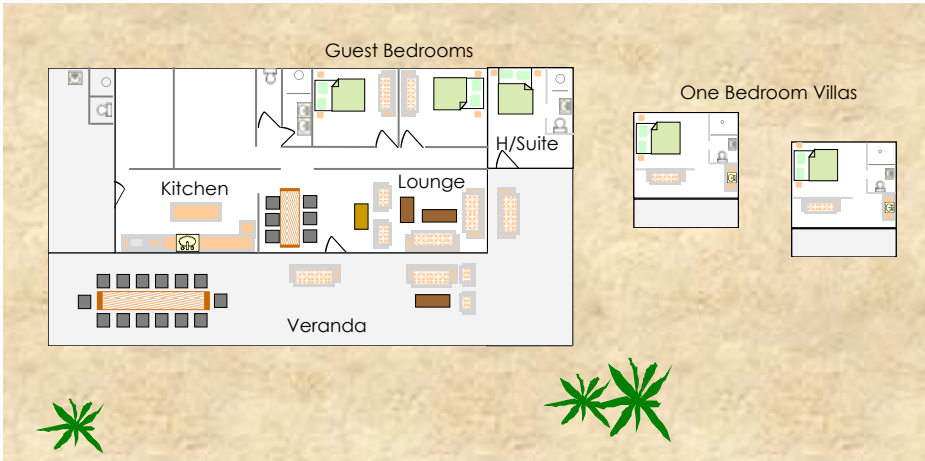 Guest Bedrooms
One Bedroom Villas
H/Suite
Kitchen
Lounge
Veranda